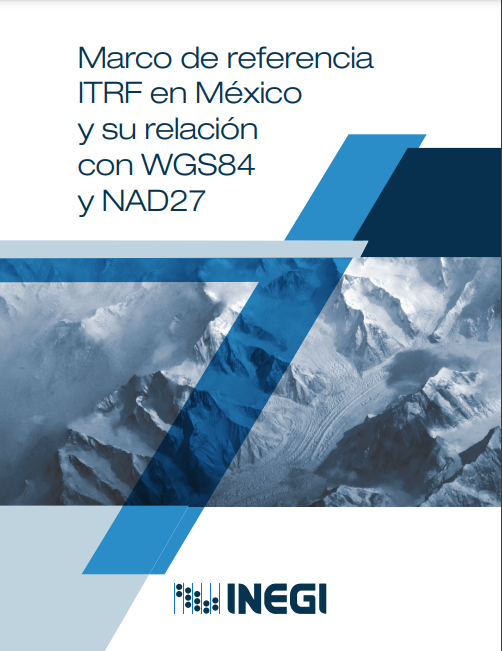 Marco de referencia
ITRF en México
y su relación
con WGS84
y NAD27
INEGI